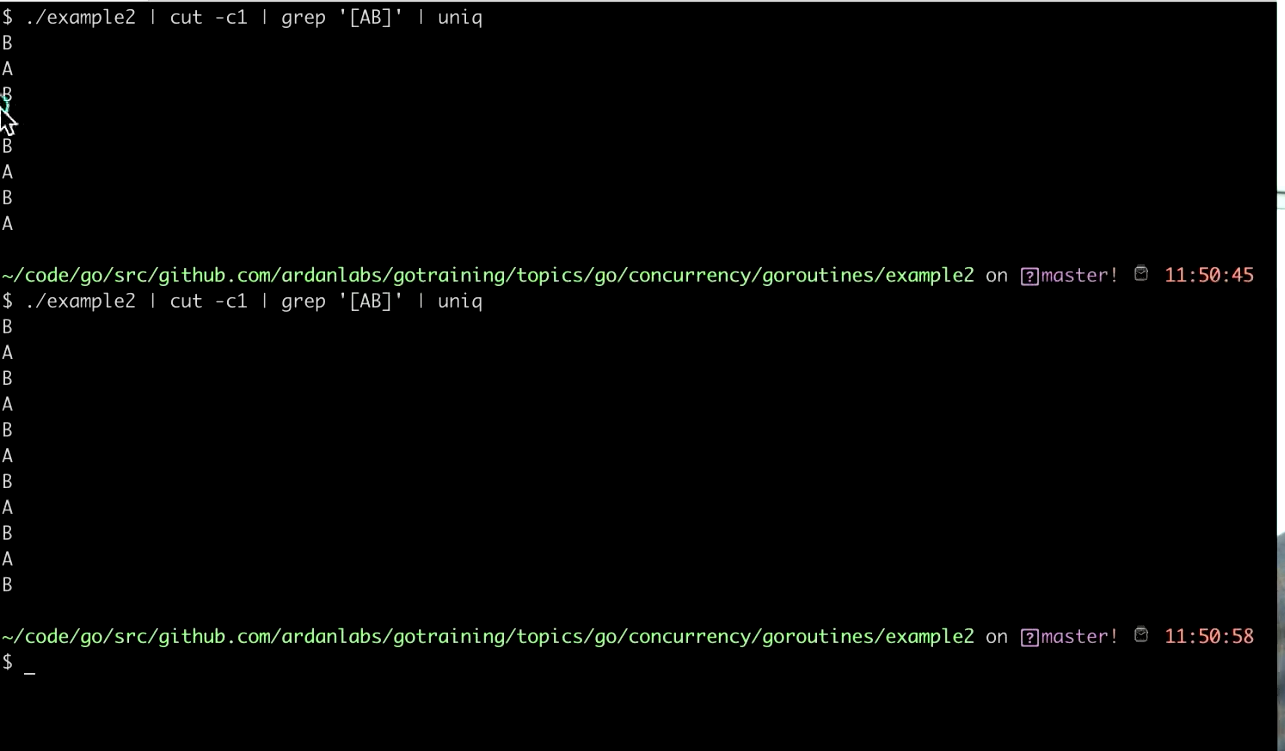 $ ./example2 | cut -c1 | grep '[AB]' | uniq
B
A
B
B
A
B
A
~/code/go/src/github.com/ardanlabs/gotraining/topics/go/concurrency/goroutines/example2 on ?master! 11:50:45
$ ./example2 | cut -c1 | grep '[AB]' | uniq
B
A
B
A
B
A
B
A
B
A
B
~/code/go/src/github.com/ardanlabs/gotraining/topics/go/concurrency/goroutines/example2 on ?master! 11:50:58
$ _